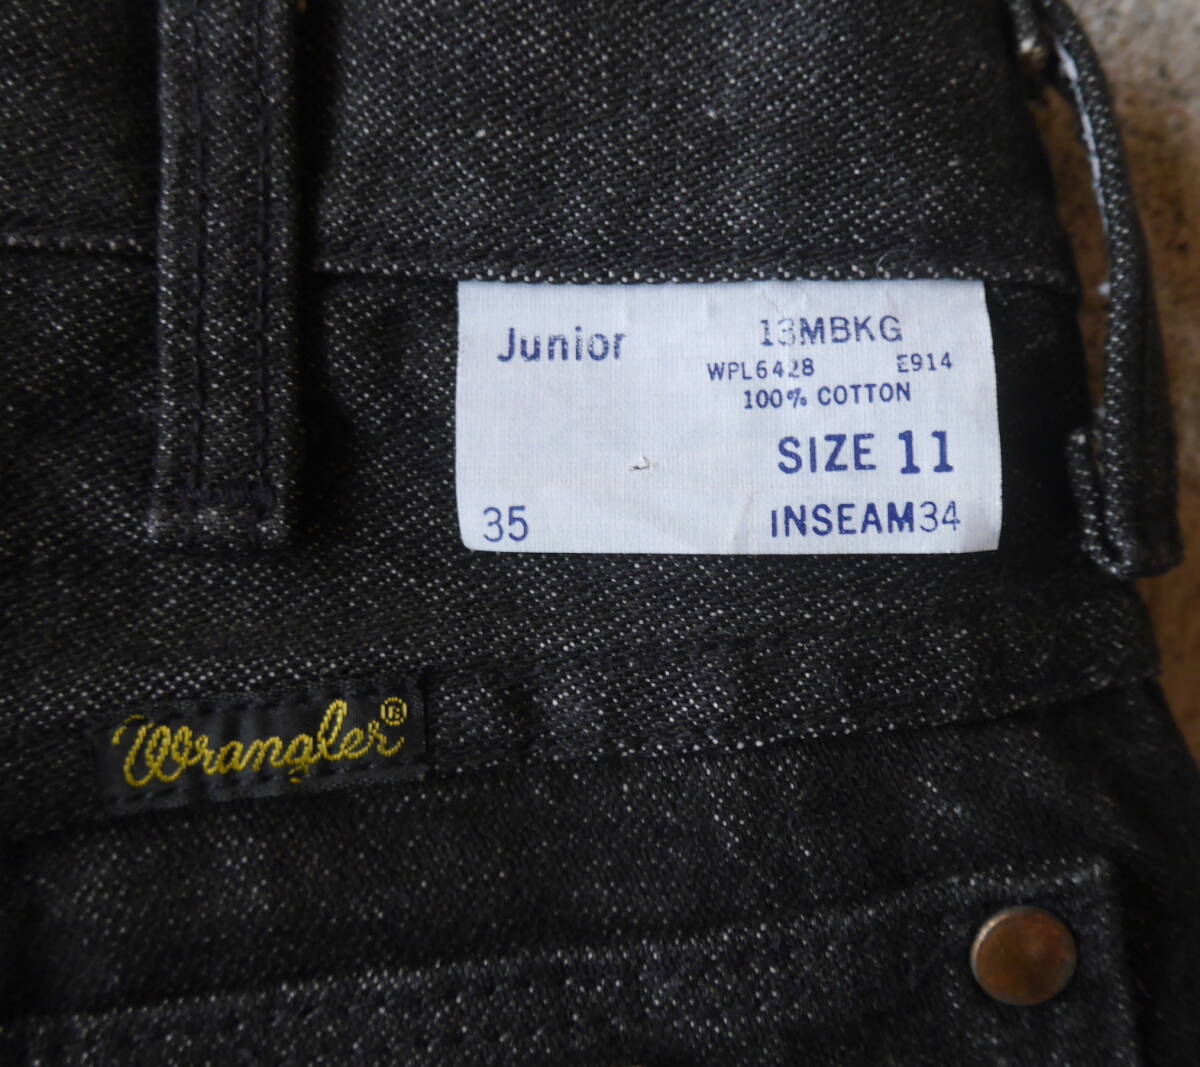 Junior
13MBKG
WPL6428 E914
100% COTTON
SIZE 11
35 INSEAM34
Wrangler®